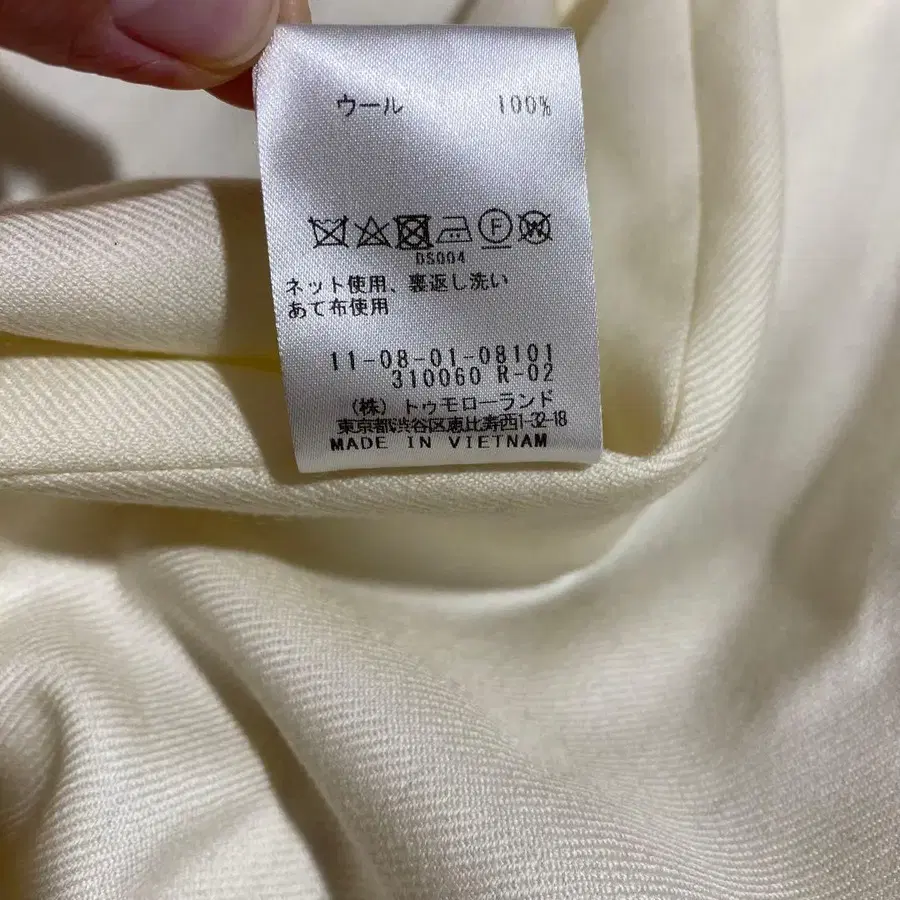 ウール 100%
F W
DS004
ネット使用、裏返し洗い
あて布使用
11-08-01-08101
310060 R-02
(株) トゥモローランド
東京都渋谷区恵比寿西1-32-18
MADE IN VIETNAM